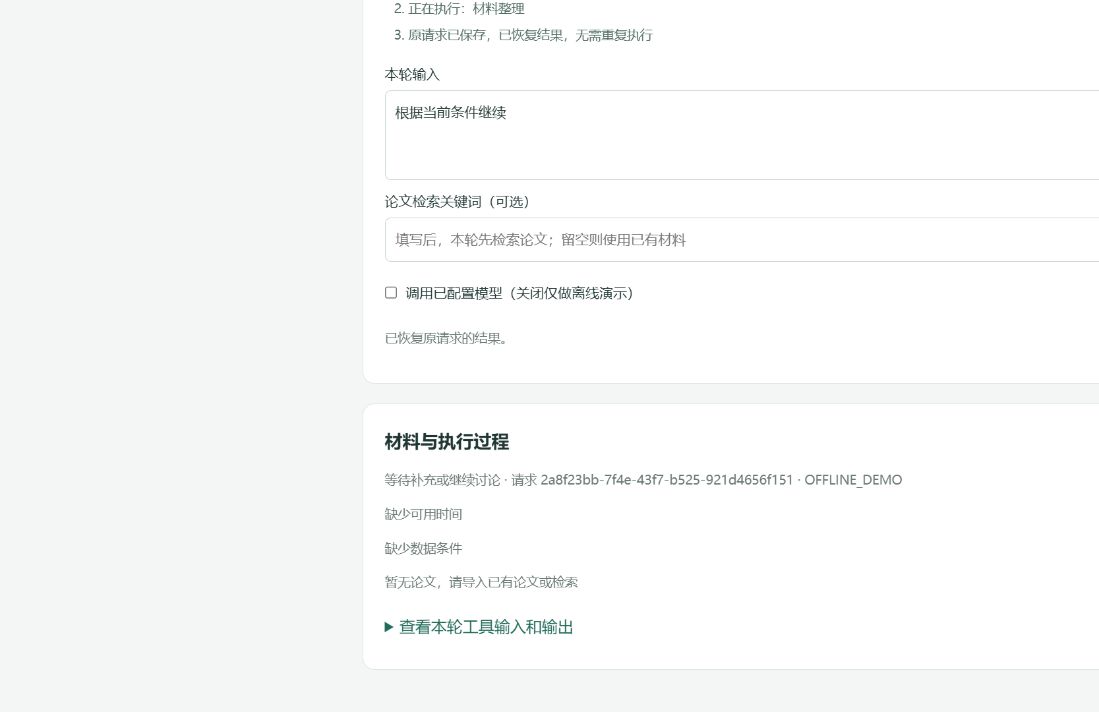 2. 正在执行：材料整理
3. 原请求已保存，已恢复结果，无需重复执行
本轮输入
根据当前条件继续
论文检索关键词（可选）
填写后，本轮先检索论文；留空则使用已有材料
调用已配置模型（关闭仅做离线演示）
已恢复原请求的结果。
材料与执行过程
等待补充或继续讨论 · 请求 2a8f23bb-7f4e-43f7-b525-921d4656f151 · OFFLINE_DEMO
缺少可用时间
缺少数据条件
暂无论文，请导入已有论文或检索
▶ 查看本轮工具输入和输出